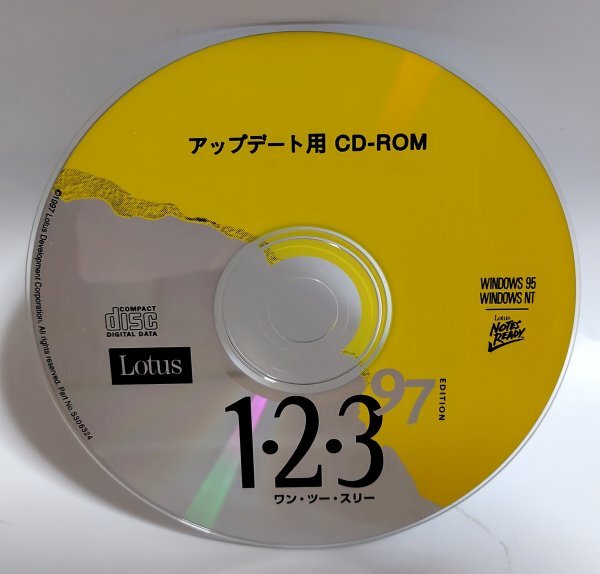 アップデート用 CD-ROM
©1997 Lotus Development Corporation. All rights reserved. Part No S306324
WINDOWS 95
WINDOWS NT
Lotus
NOTES
READY
COMPACT
disc
DIGITAL DATA
Lotus
97
EDITION
1・2・3
ワン・ツー・スリー